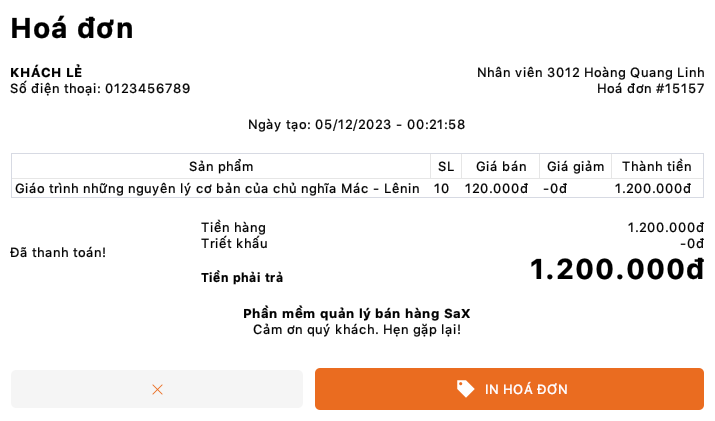 Hoá đơn
KHÁCH LẺ
Nhân viên 3012 Hoàng Quang Linh
Số điện thoại: 0123456789
Hoá đơn #15157
Ngày tạo: 05/12/2023 - 00:21:58
Sản phẩm SL Giá bán Giá giảm Thành tiền
Giáo trình những nguyên lý cơ bản của chủ nghĩa Mác - Lênin 10 120.000đ -0đ 1.200.000đ
Tiền hàng 1.200.000đ
Triết khấu -0đ
Đã thanh toán!
Tiền phải trả 1.200.000đ
Phần mềm quản lý bán hàng SaX
Cảm ơn quý khách. Hẹn gặp lại!
IN HOÁ ĐƠN